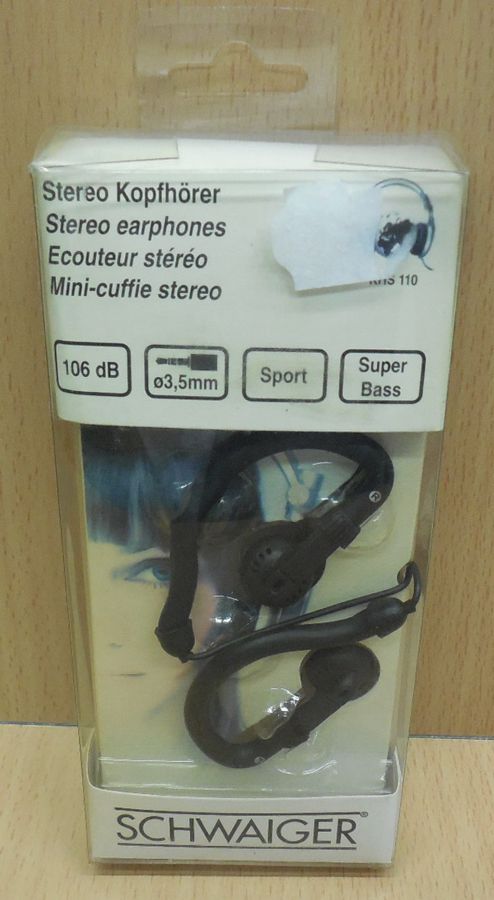 Stereo Kopfhörer
Stereo earphones
Ecouteur stéréo
Mini-cuffie stereo
KHS 110
106 dB
ø3,5mm
Sport
Super
Bass
R
SCHWAIGER®